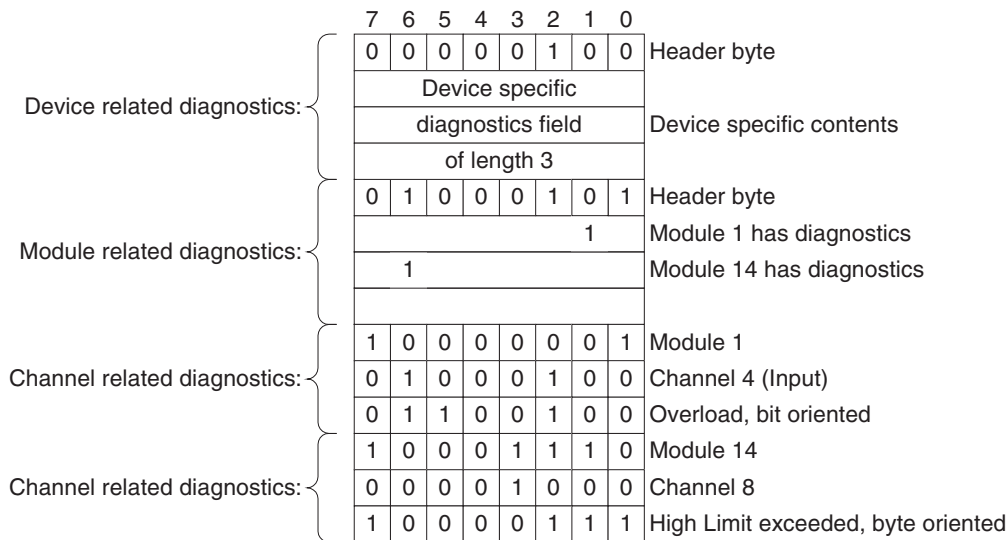 7 6 5 4 3 2 1 0
0 0 0 0 0 1 0 0 Header byte
Device specific
Device related diagnostics:
diagnostics field Device specific contents
of length 3
0 1 0 0 0 1 0 1 Header byte
1 Module 1 has diagnostics
Module related diagnostics:
1 Module 14 has diagnostics
1 0 0 0 0 0 0 1 Module 1
Channel related diagnostics: 0 1 0 0 0 1 0 0 Channel 4 (Input)
0 1 1 0 0 1 0 0 Overload, bit oriented
1 0 0 0 1 1 1 0 Module 14
Channel related diagnostics: 0 0 0 0 1 0 0 0 Channel 8
1 0 0 0 0 1 1 1 High Limit exceeded, byte oriented